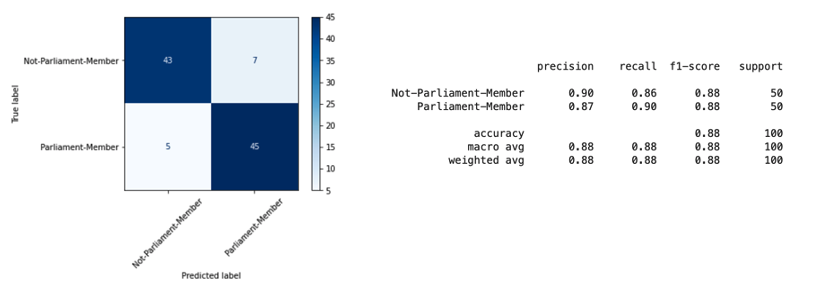 Not-Parliament-Member
Parliament-Member
True label
43 7
5 45
Not-Parliament-Member
Parliament-Member
Predicted label
45
40
35
30
25
20
15
10
5
precision recall f1-score support
Not-Parliament-Member 0.90 0.86 0.88 50
Parliament-Member 0.87 0.90 0.88 50
accuracy 0.88 100
macro avg 0.88 0.88 0.88 100
weighted avg 0.88 0.88 0.88 100